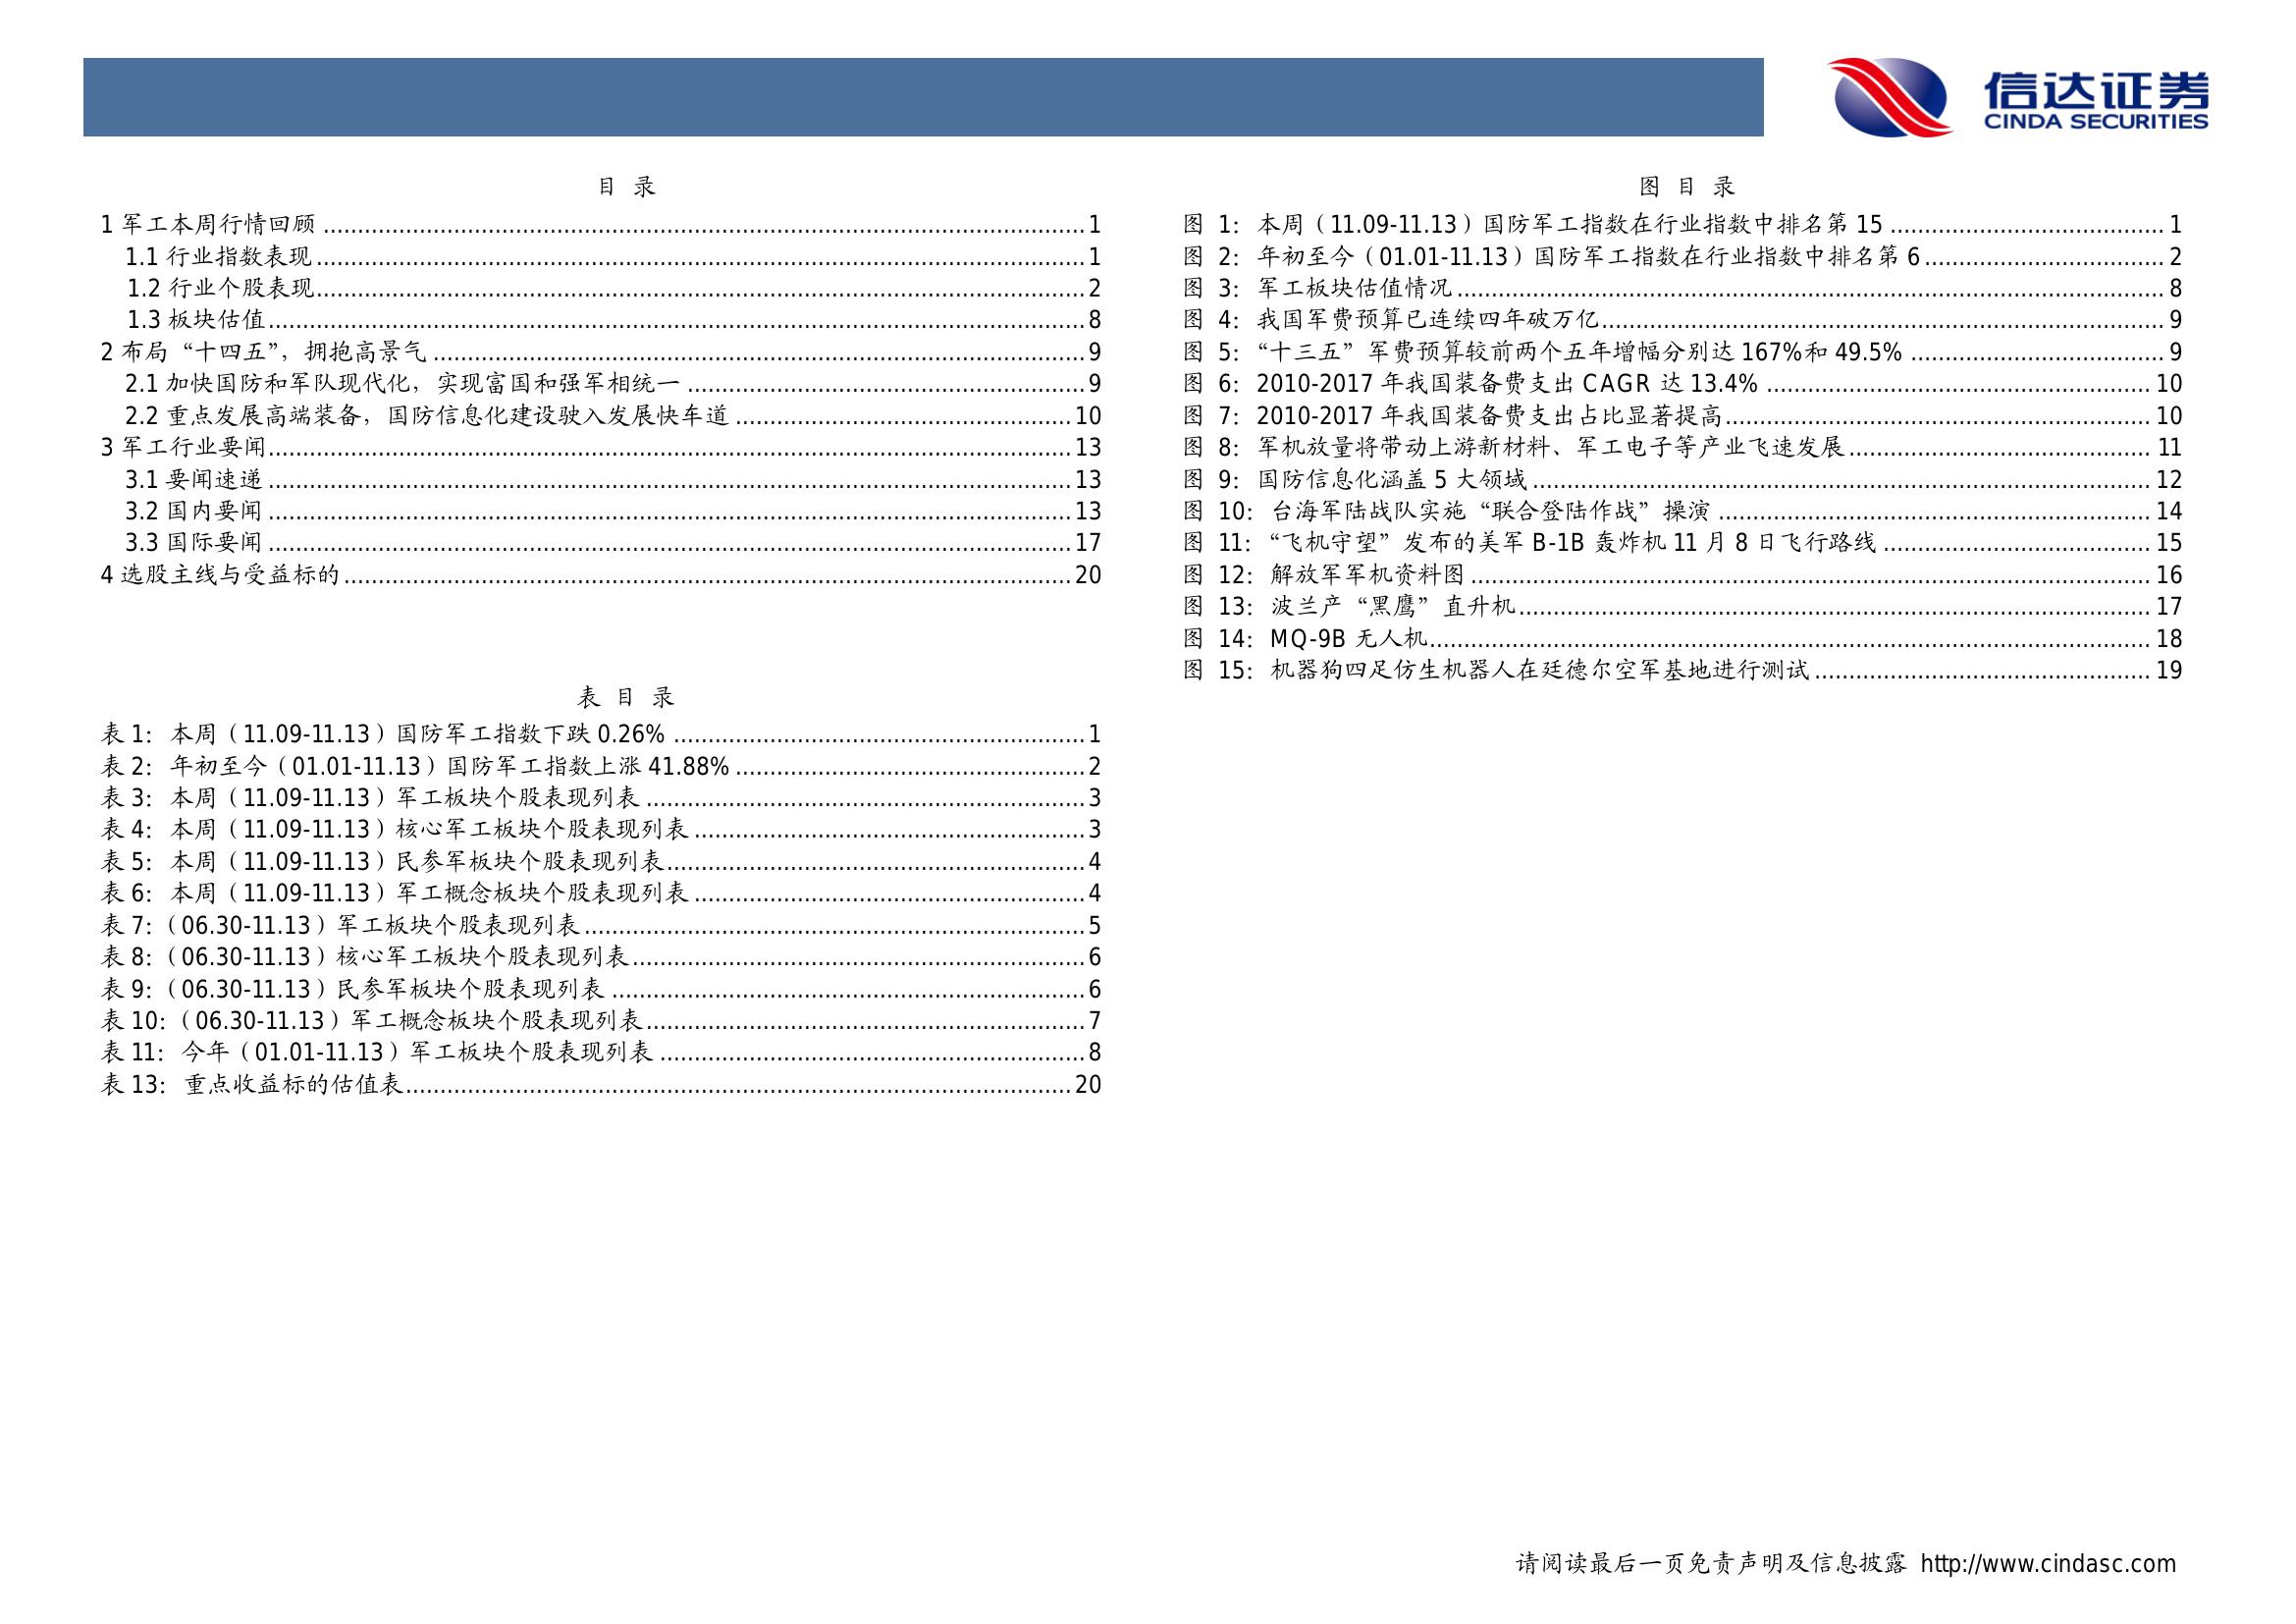 信达证券
CINDA SECURITIES
目 录
1 军工本周行情回顾 ........ 1
1.1 行业指数表现 ........ 1
1.2 行业个股表现 ........ 2
1.3 板块估值 ........ 8
2 布局“十四五”，拥抱高景气 ........ 9
2.1 加快国防和军队现代化，实现富国和强军相统一 ........ 9
2.2 重点发展高端装备，国防信息化建设驶入发展快车道 ........ 10
3 军工行业要闻 ........ 13
3.1 要闻速递 ........ 13
3.2 国内要闻 ........ 13
3.3 国际要闻 ........ 17
4 选股主线与受益标的 ........ 20
表 目 录
表 1：本周（11.09-11.13）国防军工指数下跌 0.26% ........ 1
表 2：年初至今（01.01-11.13）国防军工指数上涨 41.88% ........ 2
表 3：本周（11.09-11.13）军工板块个股表现列表 ........ 3
表 4：本周（11.09-11.13）核心军工板块个股表现列表 ........ 3
表 5：本周（11.09-11.13）民参军板块个股表现列表 ........ 4
表 6：本周（11.09-11.13）军工概念板块个股表现列表 ........ 4
表 7:（06.30-11.13）军工板块个股表现列表 ........ 5
表 8:（06.30-11.13）核心军工板块个股表现列表 ........ 6
表 9:（06.30-11.13）民参军板块个股表现列表 ........ 6
表 10:（06.30-11.13）军工概念板块个股表现列表 ........ 7
表 11：今年（01.01-11.13）军工板块个股表现列表 ........ 8
表 13：重点收益标的估值表 ........ 20
图 目 录
图 1：本周（11.09-11.13）国防军工指数在行业指数中排名第 15 ........ 1
图 2：年初至今（01.01-11.13）国防军工指数在行业指数中排名第 6 ........ 2
图 3：军工板块估值情况 ........ 8
图 4：我国军费预算已连续四年破万亿 ........ 9
图 5：“十三五”军费预算较前两个五年增幅分别达 167%和 49.5% ........ 9
图 6：2010-2017 年我国装备费支出 CAGR 达 13.4% ........ 10
图 7：2010-2017 年我国装备费支出占比显著提高 ........ 10
图 8：军机放量将带动上游新材料、军工电子等产业飞速发展 ........ 11
图 9：国防信息化涵盖 5 大领域 ........ 12
图 10：台海军陆战队实施“联合登陆作战”操演 ........ 14
图 11：“飞机守望”发布的美军 B-1B 轰炸机 11 月 8 日飞行路线 ........ 15
图 12：解放军军机资料图 ........ 16
图 13：波兰产“黑鹰”直升机 ........ 17
图 14：MQ-9B 无人机 ........ 18
图 15：机器狗四足仿生机器人在廷德尔空军基地进行测试 ........ 19
请阅读最后一页免责声明及信息披露 http://www.cindasc.com